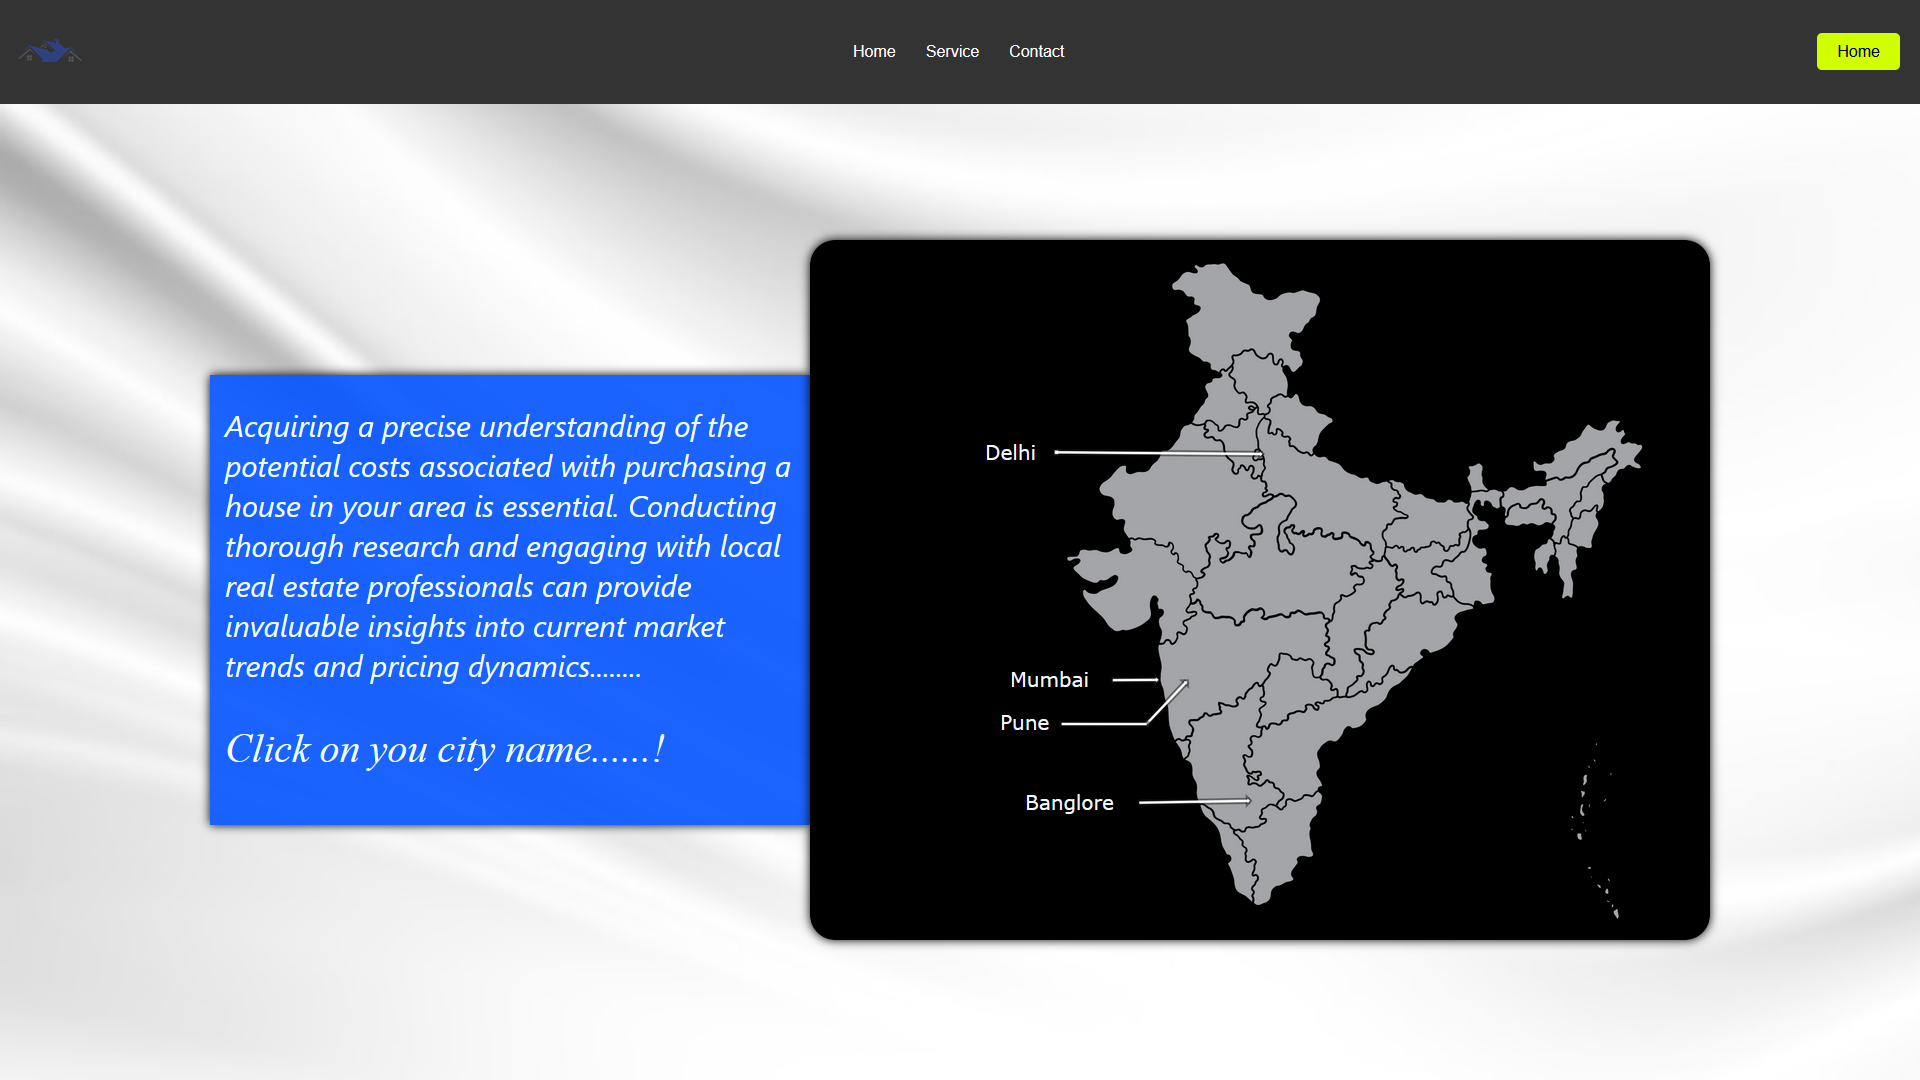 Home Service Contact Home
Acquiring a precise understanding of the
potential costs associated with purchasing a
house in your area is essential. Conducting
thorough research and engaging with local
real estate professionals can provide
invaluable insights into current market
trends and pricing dynamics........
Click on you city name......!
Delhi
Mumbai
Pune
Banglore